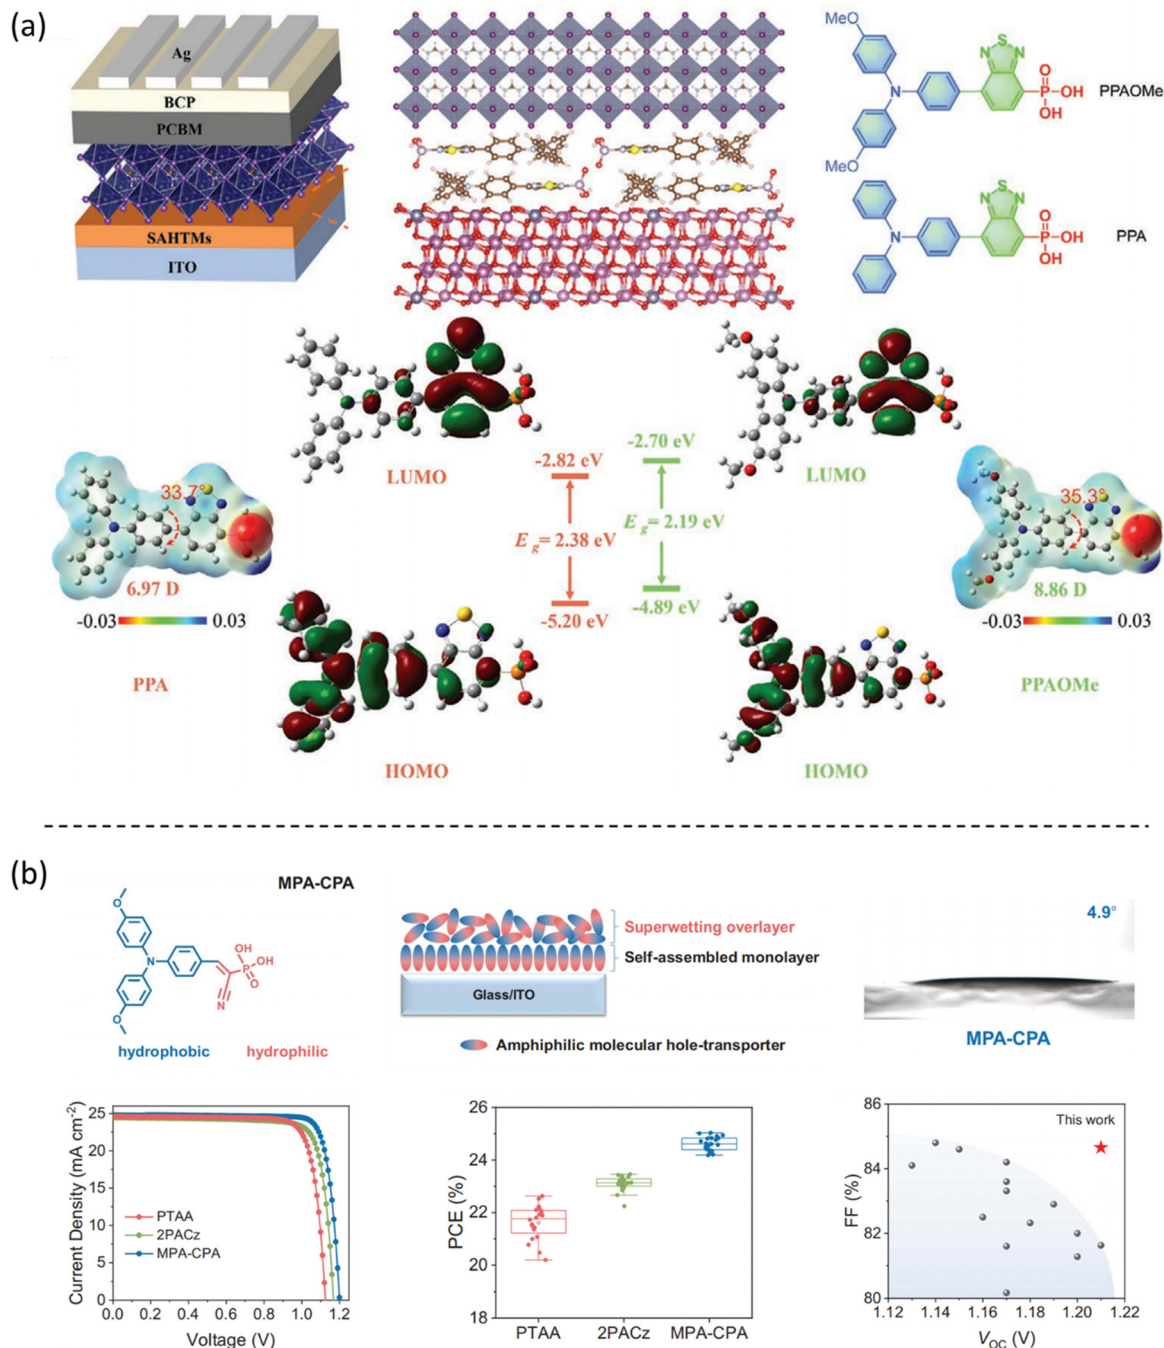 (a)
Ag
BCP
PCBM
SAHTMs
ITO
MeO
MeO
N
N
S
N
O
P
OH
OH
PPAOMe
N
N
S
N
O
P
OH
OH
PPA
LUMO
-2.82 eV
E g = 2.38 eV
-5.20 eV
HOMO
-2.70 eV
E g = 2.19 eV
-4.89 eV
LUMO
HOMO
33.7°
6.97 D
-0.03 0.03
PPA
35.3°
8.86 D
-0.03 0.03
PPAOMe
(b)
MPA-CPA
O
N
O
OH
P
OH
O
N
hydrophobic hydrophilic
Superwetting overlayer
Self-assembled monolayer
Glass/ITO
Amphiphilic molecular hole-transporter
4.9°
MPA-CPA
Current Density (mA cm⁻²)
25
20
15
10
5
0
PTAA
2PACz
MPA-CPA
0.0 0.2 0.4 0.6 0.8 1.0 1.2
Voltage (V)
PCE (%)
26
24
22
20
18
PTAA 2PACz MPA-CPA
FF (%)
86
84
82
80
This work
1.12 1.14 1.16 1.18 1.20 1.22
VOC (V)